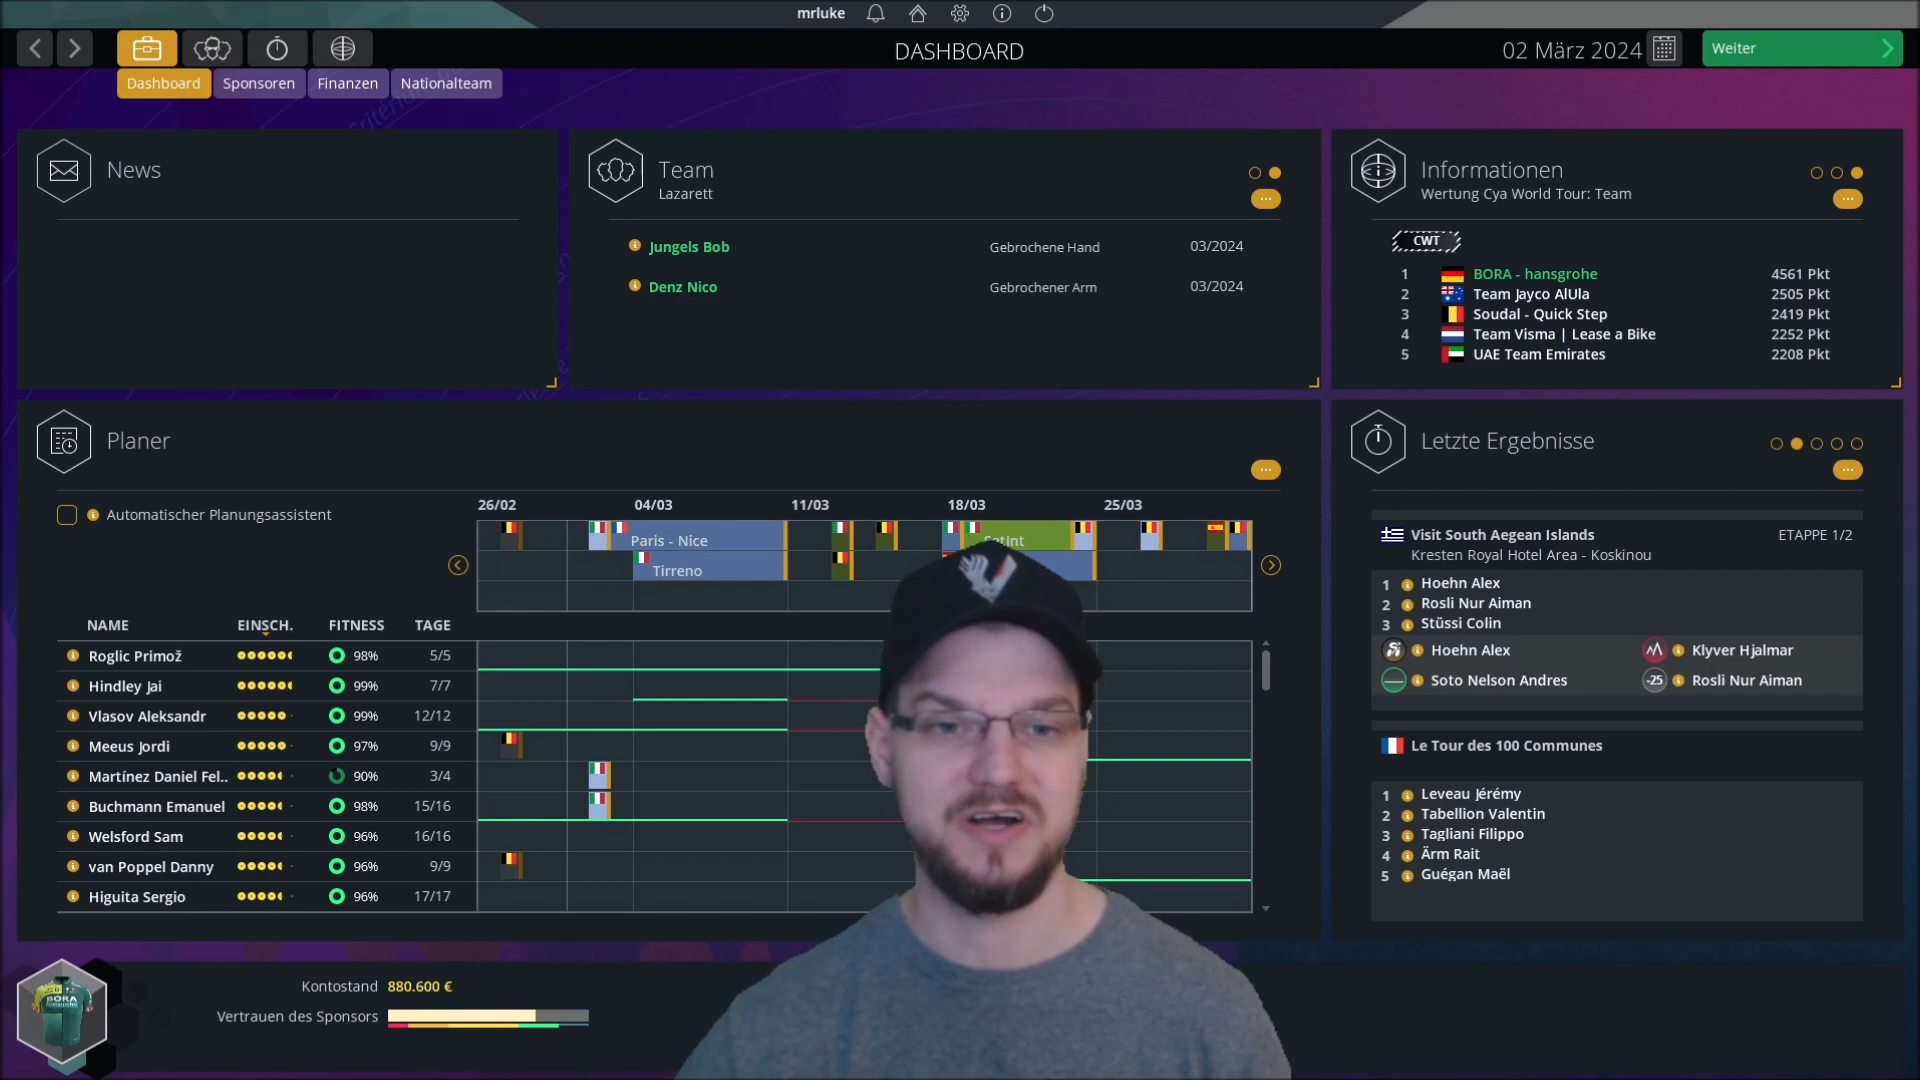 mrluke
DASHBOARD
02 März 2024
Weiter
Dashboard
Sponsoren
Finanzen
Nationalteam
News
Team
Lazarett
Jungels Bob Gebrochene Hand 03/2024
Denz Nico Gebrochener Arm 03/2024
Informationen
Wertung Cya World Tour: Team
CWT
1 BORA - hansgrohe 4561 Pkt
2 Team Jayco AlUla 2505 Pkt
3 Soudal - Quick Step 2419 Pkt
4 Team Visma | Lease a Bike 2252 Pkt
5 UAE Team Emirates 2208 Pkt
Planer
Automatischer Planungsassistent
26/02 04/03 11/03 18/03 25/03
Paris - Nice
Tirreno
NAME EINSCH. FITNESS TAGE
Roglic Primož 98% 5/5
Hindley Jai 99% 7/7
Vlasov Aleksandr 99% 12/12
Meeus Jordi 97% 9/9
Martínez Daniel Fel.. 90% 3/4
Buchmann Emanuel 98% 15/16
Welsford Sam 96% 16/16
van Poppel Danny 96% 9/9
Higuita Sergio 96% 17/17
Letzte Ergebnisse
Visit South Aegean Islands ETAPPE 1/2
Kresten Royal Hotel Area - Koskinou
1 Hoehn Alex
2 Rosli Nur Aiman
3 Stüssi Colin
Hoehn Alex
Klyver Hjalmar
Soto Nelson Andres
-25 Rosli Nur Aiman
Le Tour des 100 Communes
1 Leveau Jérémy
2 Tabellion Valentin
3 Tagliani Filippo
4 Ärm Rait
5 Guégan Maël
BORA
Kontostand 880.600 €
Vertrauen des Sponsors